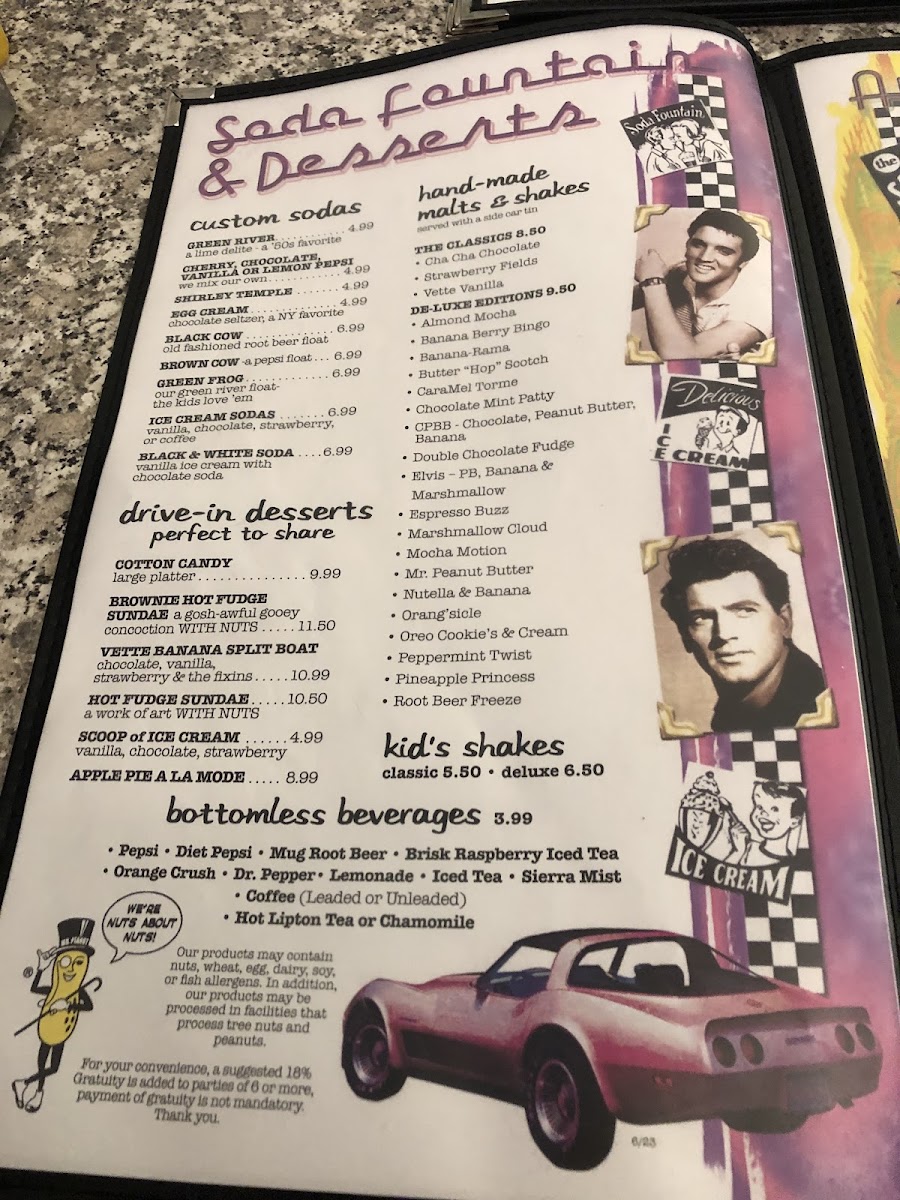 Soda Fountain
& Desserts
custom sodas
GREEN RIVER............ 4.99
a lime delite - a '50s favorite
CHERRY, CHOCOLATE,
VANILLA OR LEMON PEPSI
we mix our own............ 4.99
SHIRLEY TEMPLE ....... 4.99
EGG CREAM............. 4.99
chocolate seltzer, a NY favorite
BLACK COW ............. 6.99
old fashioned root beer float
BROWN COW -a pepsi float... 6.99
GREEN FROG............. 6.99
our green river float-
the kids love 'em
ICE CREAM SODAS ....... 6.99
vanilla, chocolate, strawberry,
or coffee
BLACK & WHITE SODA ....6.99
vanilla ice cream with
chocolate soda
drive-in desserts
perfect to share
COTTON CANDY
large platter............... 9.99
BROWNIE HOT FUDGE
SUNDAE a gosh-awful gooey
concoction WITH NUTS ..... 11.50
VETTE BANANA SPLIT BOAT
chocolate, vanilla,
strawberry & the fixins.....10.99
HOT FUDGE SUNDAE.....10.50
a work of art WITH NUTS
SCOOP of ICE CREAM ......4.99
vanilla, chocolate, strawberry
APPLE PIE A LA MODE ..... 8.99
hand-made
malts & shakes
served with a side car tin
THE CLASSICS 8.50
• Cha Cha Chocolate
• Strawberry Fields
• Vette Vanilla
DE-LUXE EDITIONS 9.50
• Almond Mocha
• Banana Berry Bingo
• Banana-Rama
• Butter "Hop" Scotch
• CaraMel Torme
• Chocolate Mint Patty
• CPBB - Chocolate, Peanut Butter,
Banana
• Double Chocolate Fudge
• Elvis – PB, Banana &
Marshmallow
• Espresso Buzz
• Marshmallow Cloud
• Mocha Motion
• Mr. Peanut Butter
• Nutella & Banana
• Orang'sicle
• Oreo Cookie's & Cream
• Peppermint Twist
• Pineapple Princess
• Root Beer Freeze
kid's shakes
classic 5.50 • deluxe 6.50
bottomless beverages 3.99
• Pepsi • Diet Pepsi • Mug Root Beer • Brisk Raspberry Iced Tea
• Orange Crush • Dr. Pepper • Lemonade • Iced Tea • Sierra Mist
• Coffee (Leaded or Unleaded)
• Hot Lipton Tea or Chamomile
WE'RE
NUTS ABOUT
NUTS!
MR. PEANUT
®
Our products may contain
nuts, wheat, egg, dairy, soy,
or fish allergens. In addition,
our products may be
processed in facilities that
process tree nuts and
peanuts.
For your convenience, a suggested 18%
Gratuity is added to parties of 6 or more,
payment of gratuity is not mandatory.
Thank you.
6/23
Soda Fountain
Delicious
ICE CREAM
ICE CREAM
the